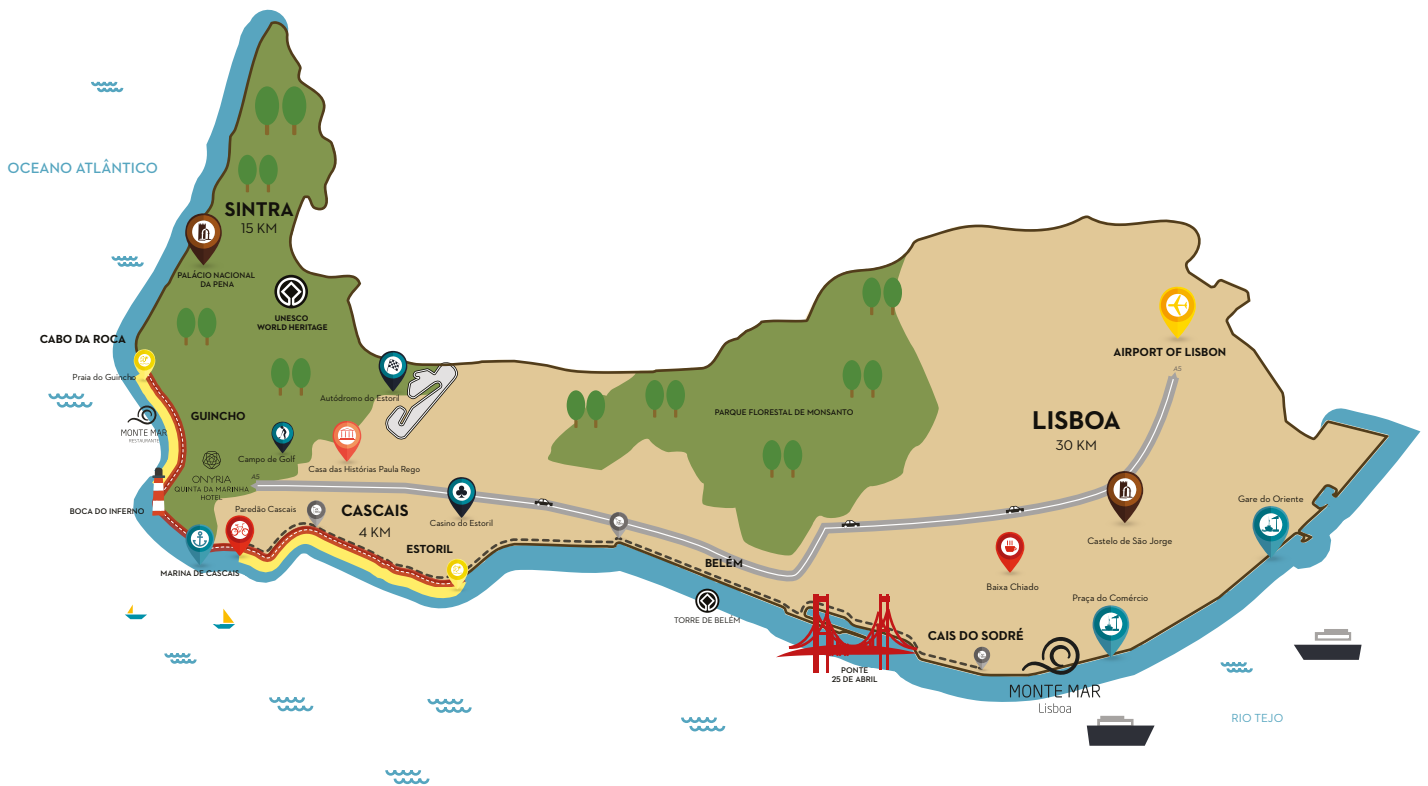 OCEANO ATLÂNTICO
SINTRA
15 KM
PALÁCIO NACIONAL
DA PENA
UNESCO
WORLD HERITAGE
CABO DA ROCA
Praia do Guincho
Autódromo do Estoril
GUINCHO
MONTE MAR
RESTAURANTE
Campo de Golf
Casa das Histórias Paula Rego
ONYRIA
QUINTA DA MARINHA
HOTEL
A5
BOCA DO INFERNO
Paredão Cascais
CASCAIS
4 KM
Casino do Estoril
ESTORIL
MARINA DE CASCAIS
PARQUE FLORESTAL DE MONSANTO
AIRPORT OF LISBON
A5
LISBOA
30 KM
Castelo de São Jorge
Gare do Oriente
Baixa Chiado
Praça do Comércio
BELÉM
TORRE DE BELÉM
PONTE
25 DE ABRIL
CAIS DO SODRÉ
MONTE MAR
Lisboa
RIO TEJO